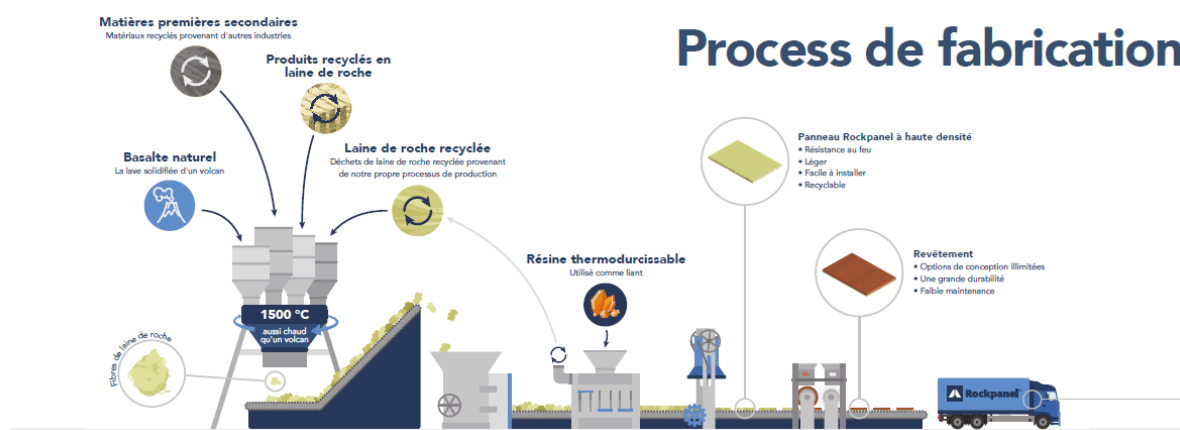 Process de fabrication
Matières premières secondaires
Matériaux recyclés provenant d'autres industries
Produits recyclés en
laine de roche
Basalte naturel
La lave solidifiée d'un volcan
Laine de roche recyclée
Déchets de laine de roche recyclée provenant
de notre propre processus de production
1500 °C
aussi chaud
qu'un volcan
Fibres de laine de roche
Résine thermodurcissable
Utilisé comme liant
Panneau Rockpanel à haute densité
• Résistance au feu
• Léger
• Facile à installer
• Recyclable
Revêtement
• Options de conception illimitées
• Une grande durabilité
• Faible maintenance
Rockpanel